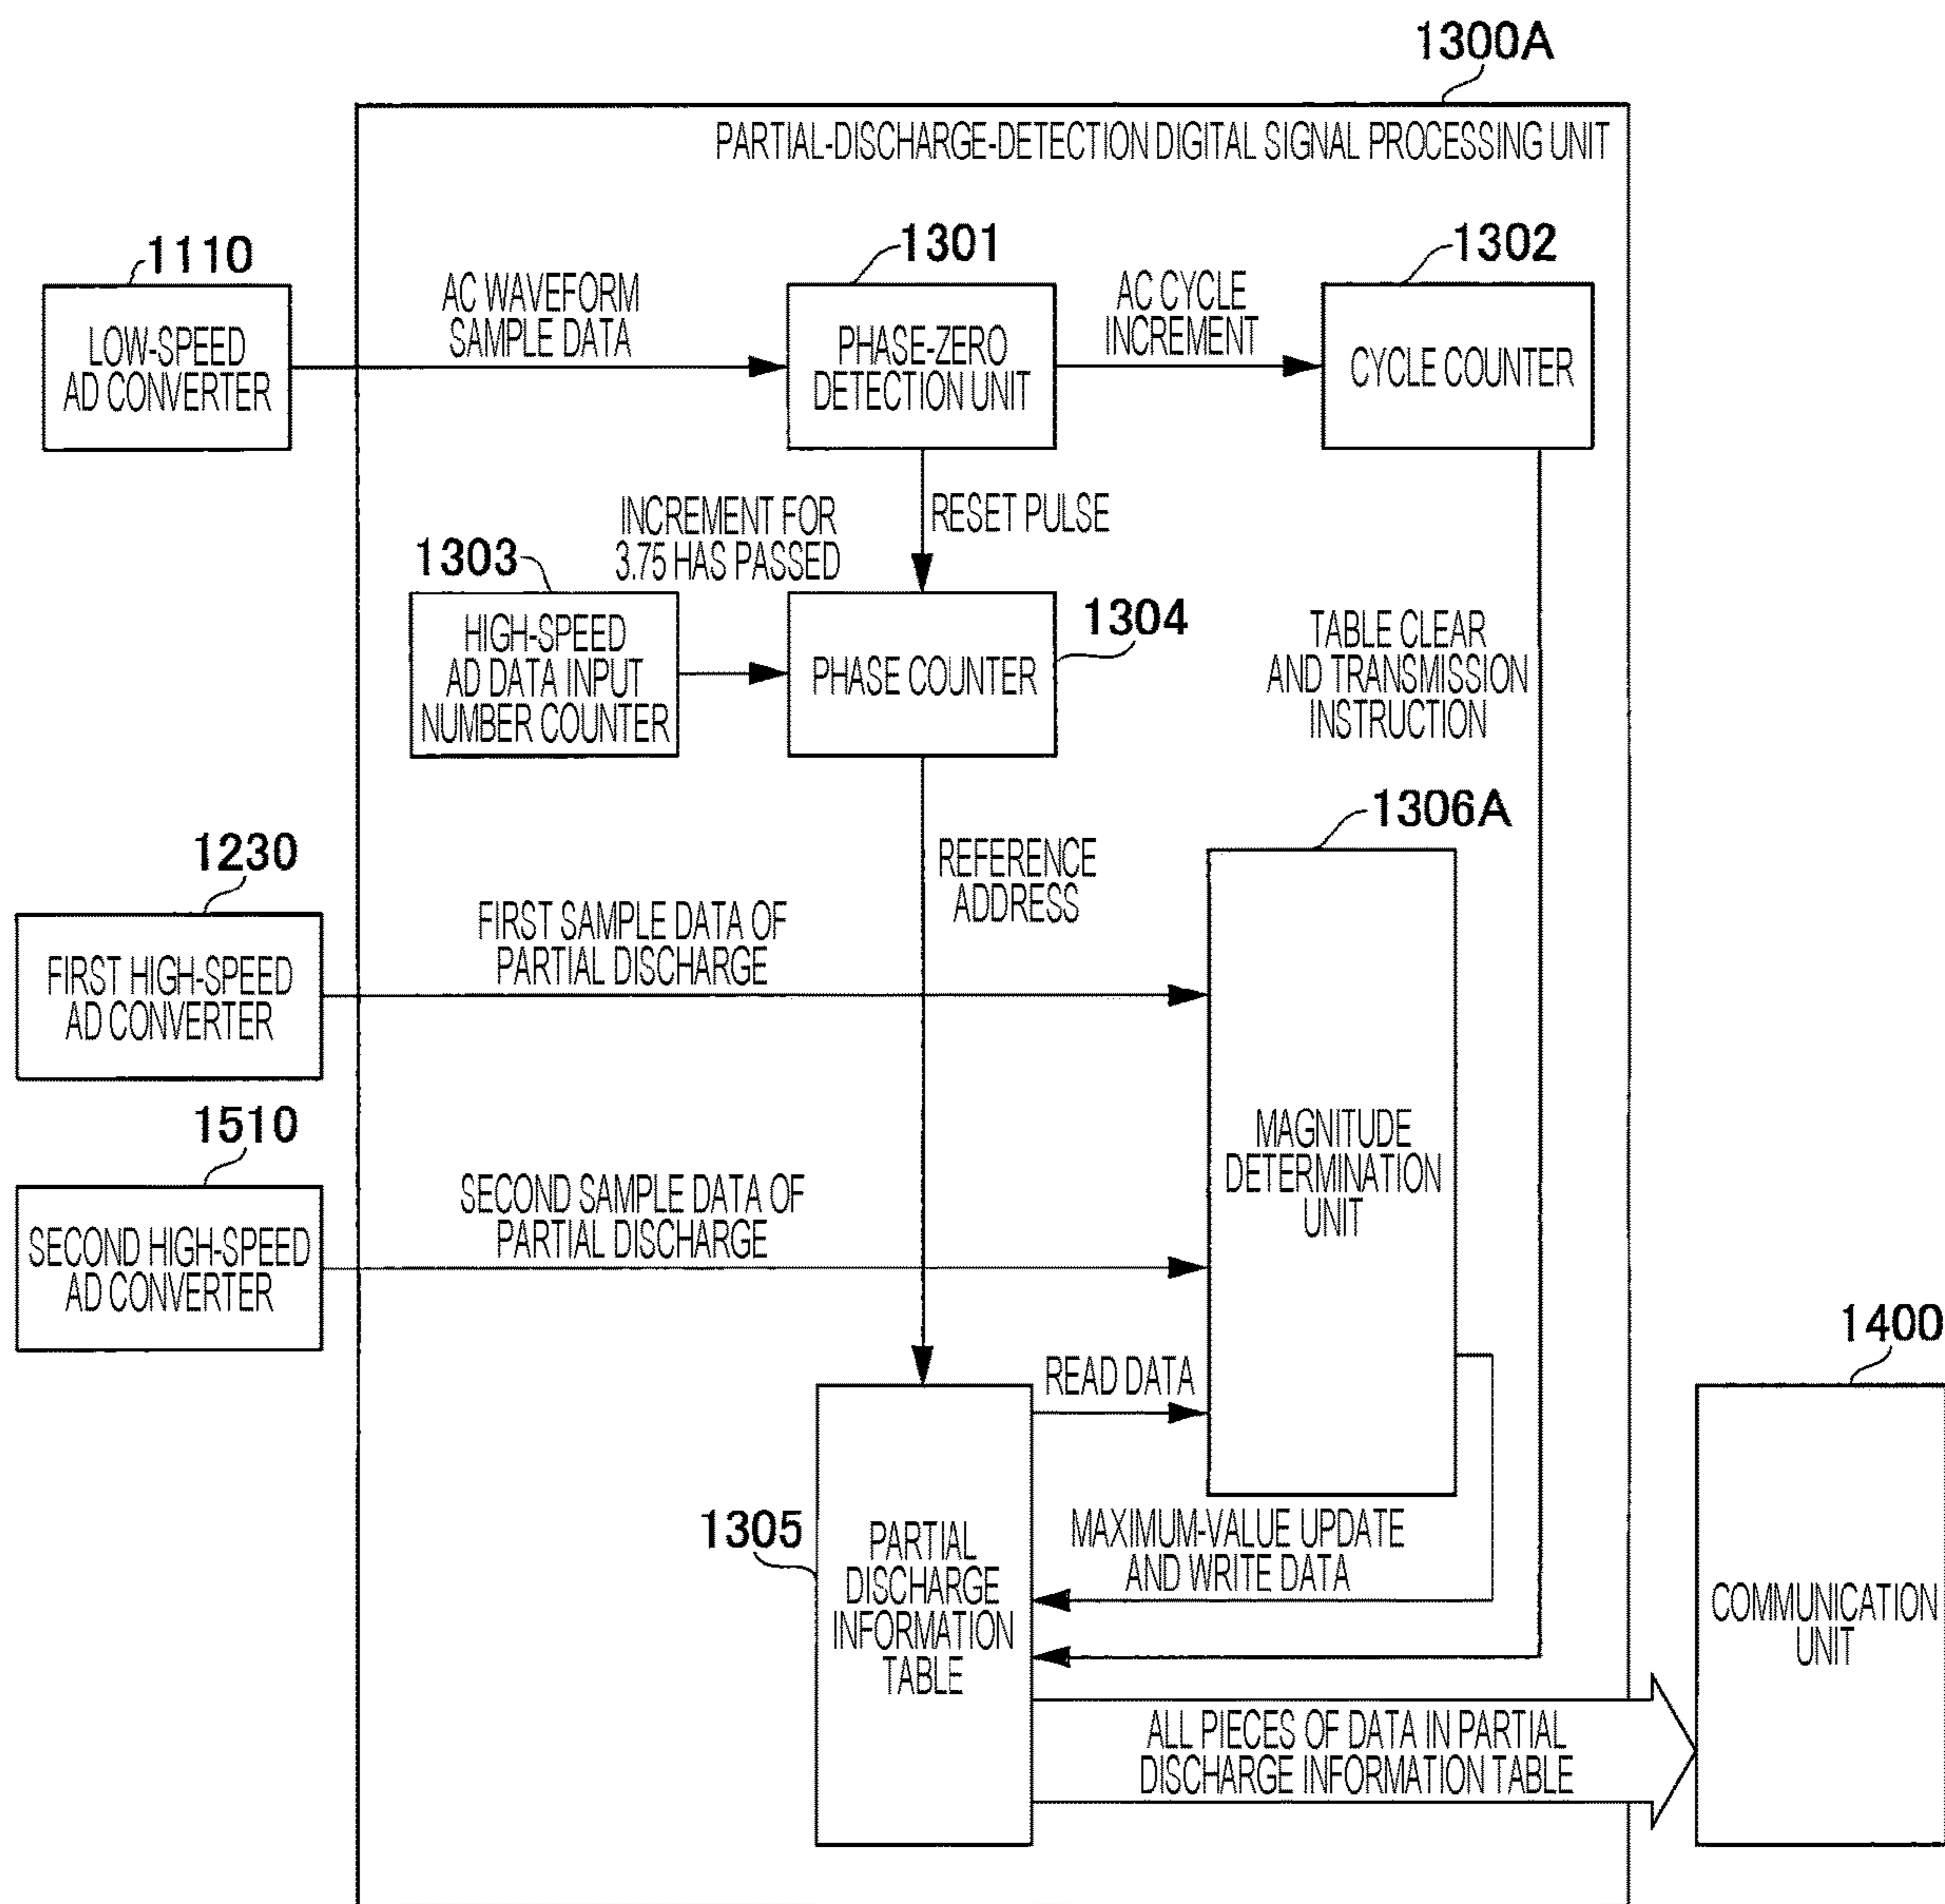 1300A
PARTIAL-DISCHARGE-DETECTION DIGITAL SIGNAL PROCESSING UNIT
1110
LOW-SPEED
AD CONVERTER
AC WAVEFORM
SAMPLE DATA
1301
PHASE-ZERO
DETECTION UNIT
AC CYCLE
INCREMENT
1302
CYCLE COUNTER
INCREMENT FOR
3.75 HAS PASSED
RESET PULSE
1303
HIGH-SPEED
AD DATA INPUT
NUMBER COUNTER
PHASE COUNTER
1304
TABLE CLEAR
AND TRANSMISSION
INSTRUCTION
1306A
REFERENCE
ADDRESS
1230
FIRST HIGH-SPEED
AD CONVERTER
FIRST SAMPLE DATA OF
PARTIAL DISCHARGE
1510
SECOND HIGH-SPEED
AD CONVERTER
SECOND SAMPLE DATA OF
PARTIAL DISCHARGE
MAGNITUDE
DETERMINATION
UNIT
READ DATA
1400
1305
PARTIAL
DISCHARGE
INFORMATION
TABLE
MAXIMUM-VALUE UPDATE
AND WRITE DATA
COMMUNICATION
UNIT
ALL PIECES OF DATA IN PARTIAL
DISCHARGE INFORMATION TABLE